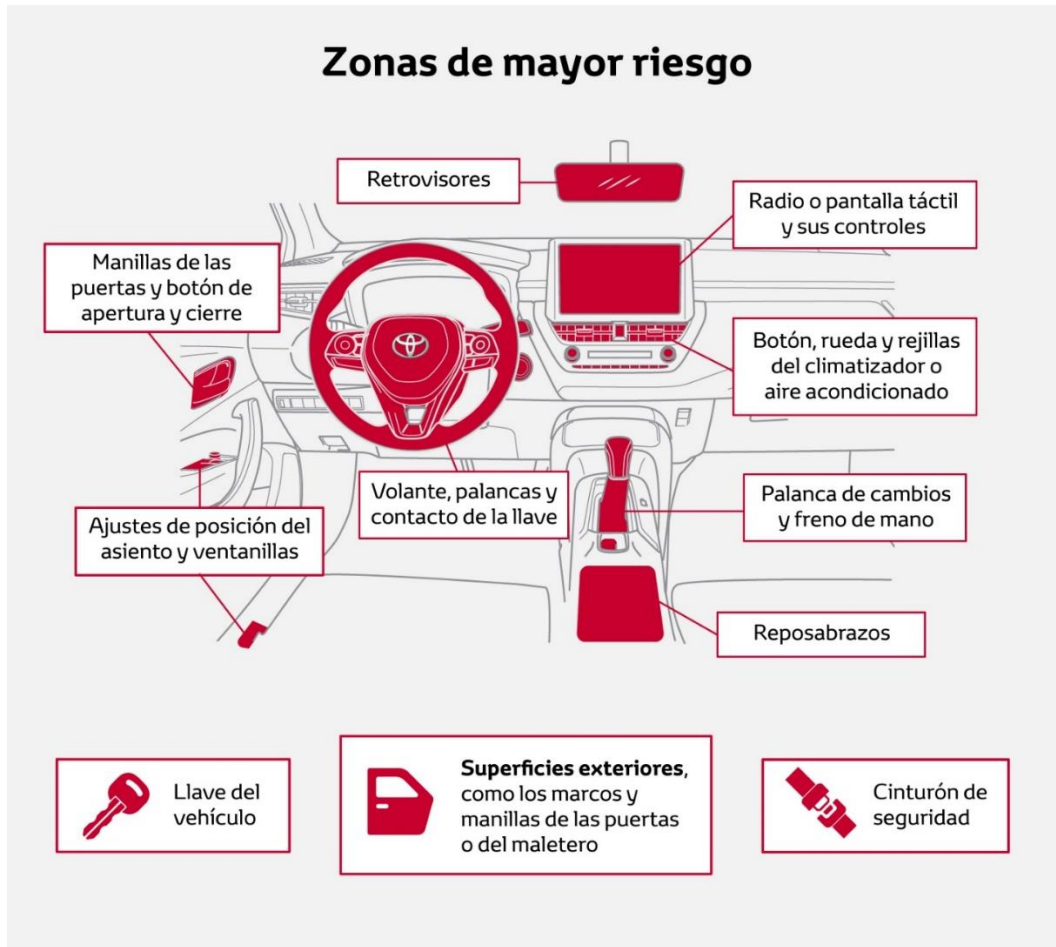 Zonas de mayor riesgo
Retrovisores
Radio o pantalla táctil
y sus controles
Manillas de las
puertas y botón de
apertura y cierre
Botón, rueda y rejillas
del climatizador o
aire acondicionado
Volante, palancas y
contacto de la llave
Palanca de cambios
y freno de mano
Ajustes de posición del
asiento y ventanillas
Reposabrazos
Llave del
vehículo
Superficies exteriores,
como los marcos y
manillas de las puertas
o del maletero
Cinturón de
seguridad